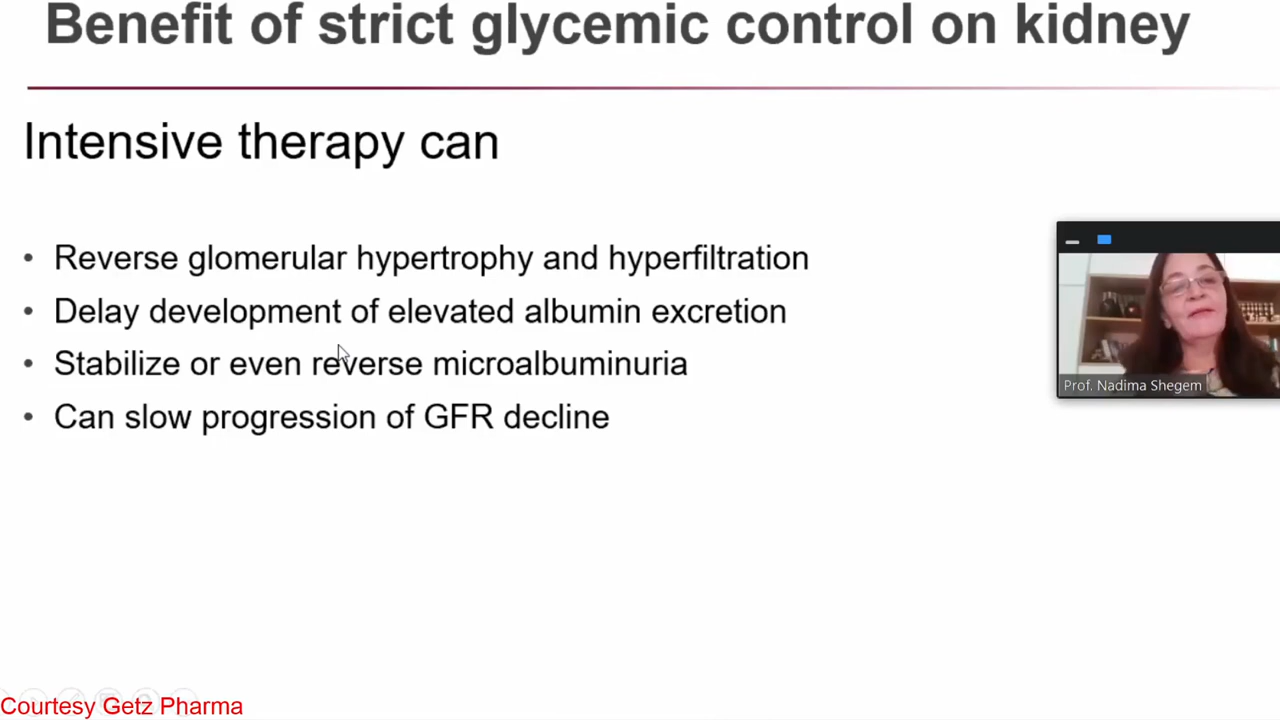 Benefit of strict glycemic control on kidney
Intensive therapy can
• Reverse glomerular hypertrophy and hyperfiltration
• Delay development of elevated albumin excretion
• Stabilize or even reverse microalbuminuria
• Can slow progression of GFR decline
Prof. Nadima Shegem
Courtesy Getz Pharma